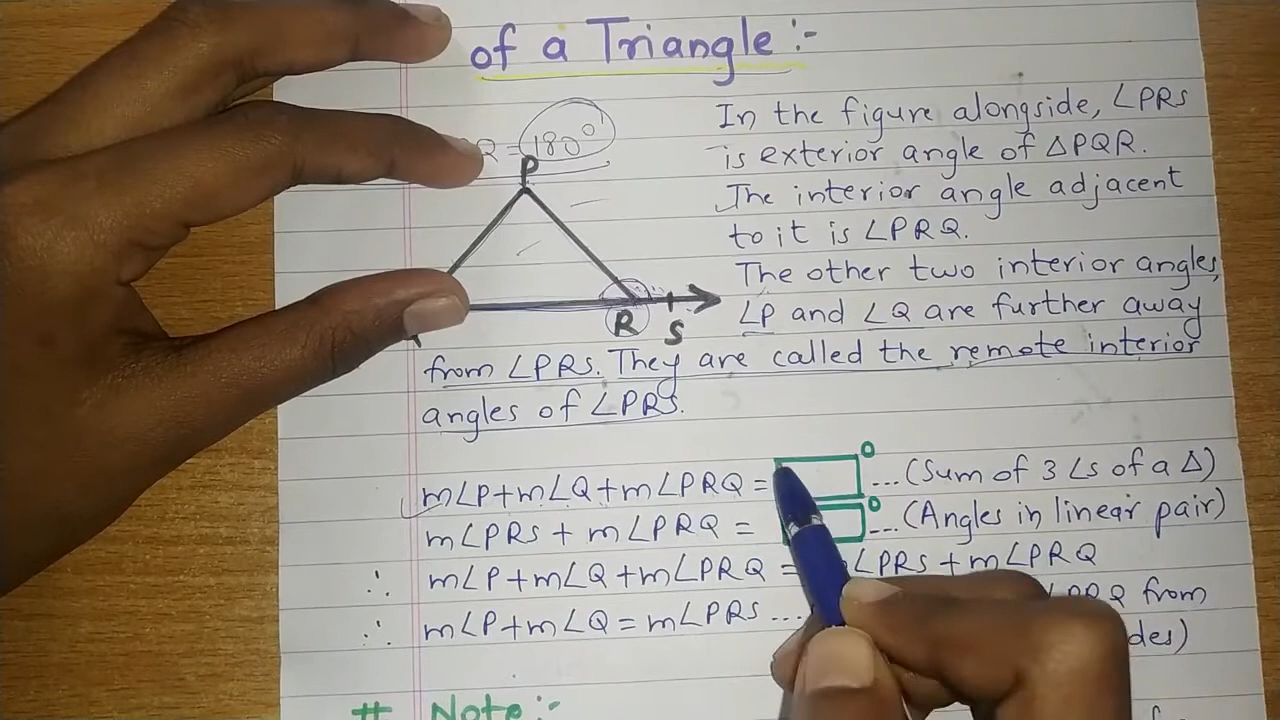 of a Triangle :-
= 180°
P
R
S
In the figure alongside, ∠PRS
is exterior angle of ΔPQR.
The interior angle adjacent
to it is ∠PRQ.
The other two interior angles,
∠P and ∠Q are further away
from ∠PRS. They are called the remote interior
angles of ∠PRS.
m∠P+m∠Q+m∠PRQ = ° ...(Sum of 3 ∠s of a Δ)
m∠PRS + m∠PRQ = ° ...(Angles in linear pair)
∴ m∠P+m∠Q+m∠PRQ = m∠PRS + m∠PRQ
∴ m∠P+m∠Q = m∠PRS ... from
# Note:-